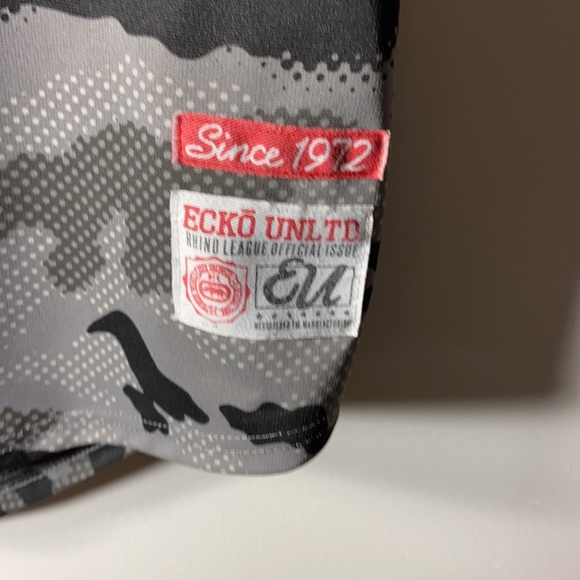 Since 1972
ECKŌ UNLTD
RHINO LEAGUE OFFICIAL ISSUE
EU